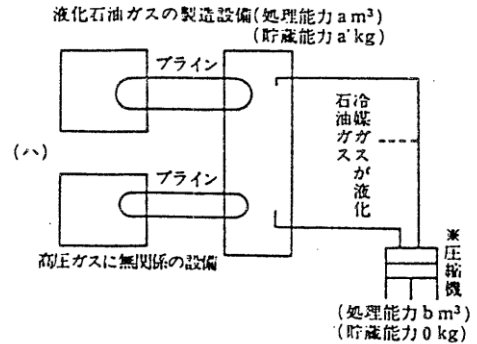 液化石油ガスの製造設備(処理能力a㎥)
(貯蔵能力a'kg)
ブライン
(ハ)
冷媒ガスが液化
石油ガス
ブライン
高圧ガスに無関係の設備
※圧縮機
(処理能力b㎥)
(貯蔵能力0kg)